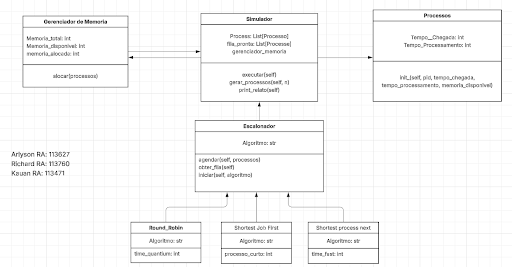 Gerenciador de Memoria
Memoria_total: int
Memoria_disponivel: int
memoria_alocada: int
alocar(processos)
Simulador
Process: List[Processo]
fila_pronta: List[Processe]
gerenciador_memoria
executar(self)
gerar_processos(self, n)
print_relato(self)
Processos
Tempo__Chegada: Int
Tempo_Processamento: Int
init_(self, pid, tempo_chegada,
tempo_processamento, memoria_disponivel)
Escalonador
Algoritmo: str
agendar(self, processos)
obter_fila(self)
iniciar(self, algoritmo)
Arlyson RA: 113627
Richard RA: 113760
Kauan RA: 113471
Round_Robin
Algoritmo: str
time_quantium: int
Shortest Job First
Algoritmo: str
processo_curto: int
Shortest process next
Algoritmo: str
time_fast: int